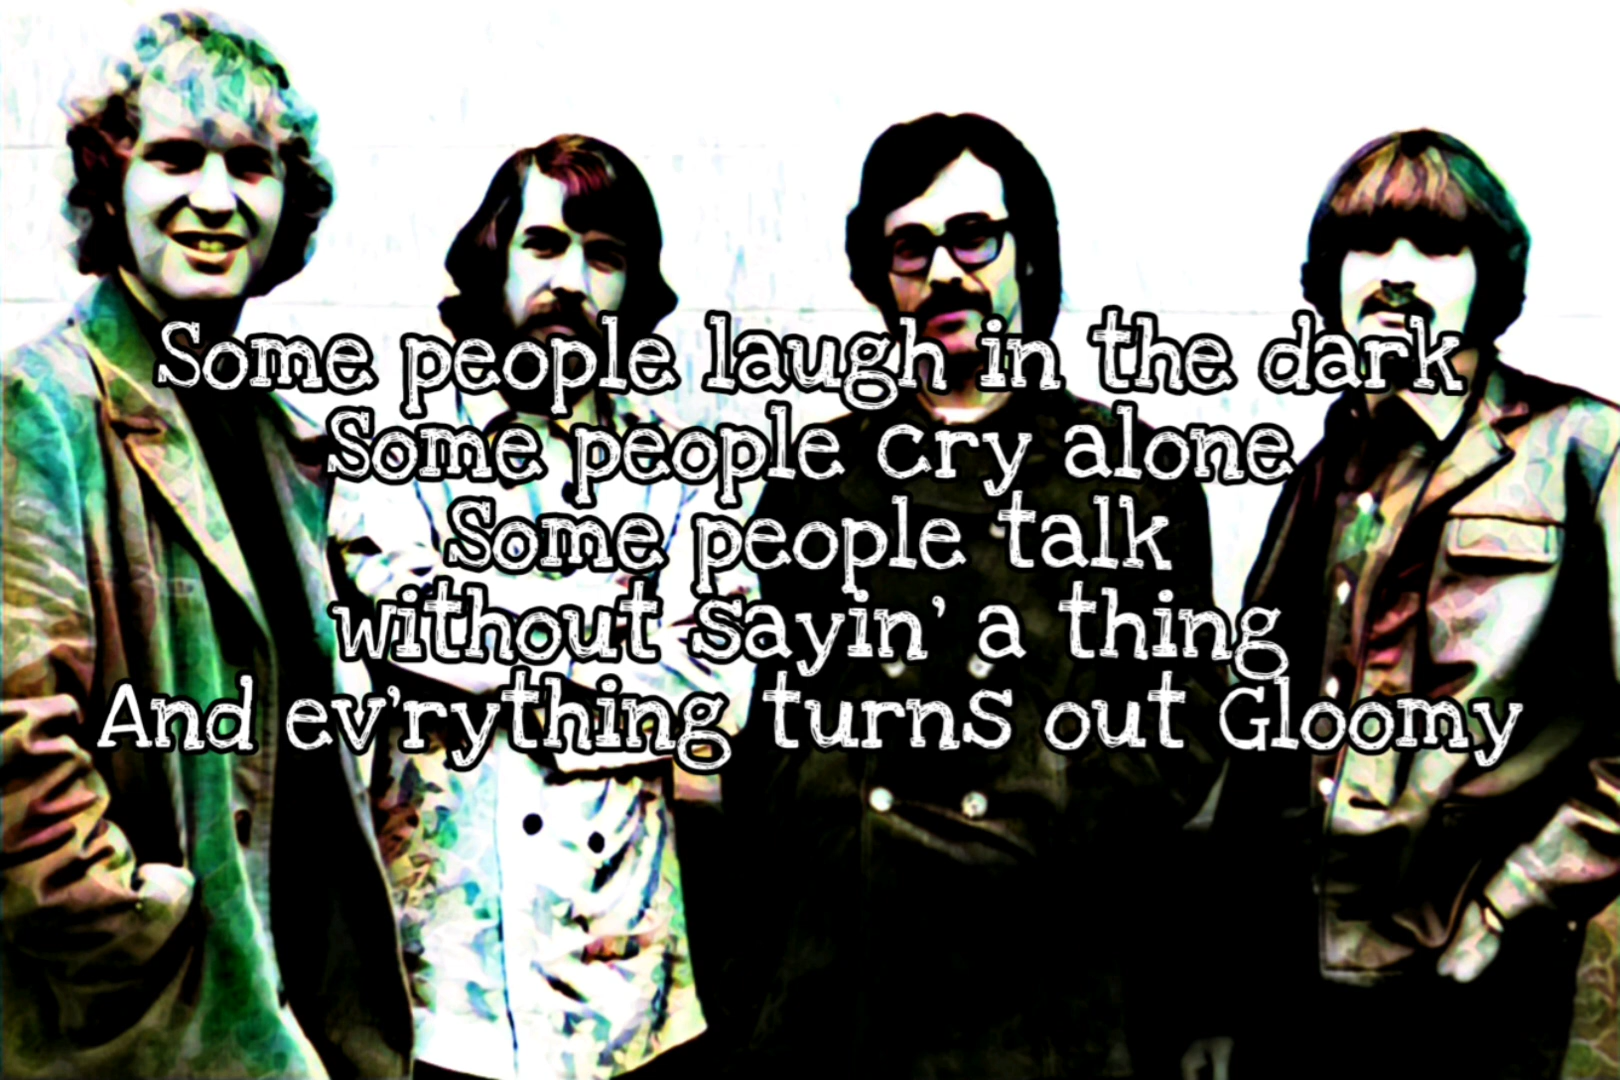 Some people laugh in the dark
Some people cry alone
Some people talk
without sayin' a thing
And ev'rything turns out Gloomy